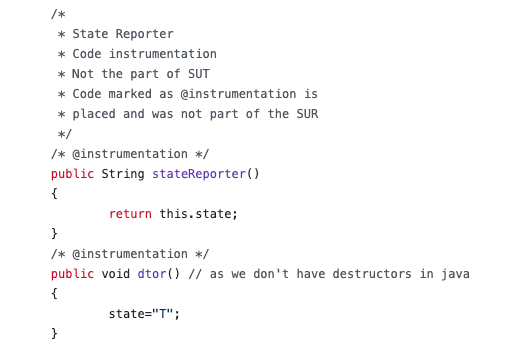 /*
 * State Reporter
 * Code instrumentation
 * Not the part of SUT
 * Code marked as @instrumentation is
 * placed and was not part of the SUR
 */
/* @instrumentation */
public String stateReporter()
{
        return this.state;
}
/* @instrumentation */
public void dtor() // as we don't have destructors in java
{
        state="T";
}